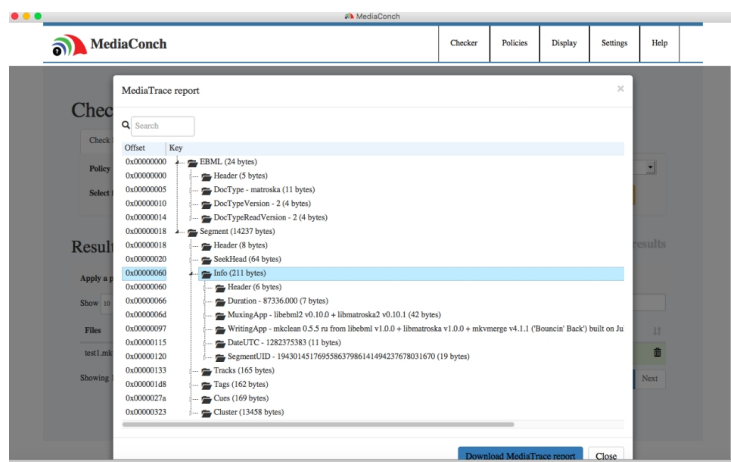 MediaConch
MediaConch
Checker Policies Display Settings Help
MediaTrace report ×
Chec
Search
Check
Offset Key
0x00000000 EBML (24 bytes)
0x00000000 Header (5 bytes)
Policy
0x00000005 DocType - matroska (11 bytes)
0x00000010 DocTypeVersion - 2 (4 bytes)
Select
0x00000014 DocTypeReadVersion - 2 (4 bytes)
0x00000018 Segment (14237 bytes)
0x00000018 Header (8 bytes)
Result
esults
0x00000020 SeekHead (64 bytes)
0x00000060 Info (211 bytes)
Apply a p
0x00000060 Header (6 bytes)
0x00000066 Duration - 87336.000 (7 bytes)
Show 10
0x0000006d MuxingApp - libebml2 v0.10.0 + libmatroska2 v0.10.1 (42 bytes)
0x00000097 WritingApp - mkclean 0.5.5 ru from libebml v1.0.0 + libmatroska v1.0.0 + mkvmerge v4.1.1 ('Bouncin' Back') built on Ju
Files
0x00000115 DateUTC - 1282375383 (11 bytes)
test1.mk
0x00000120 SegmentUID - 194301451769558637986141494237678031670 (19 bytes)
0x00000133 Tracks (165 bytes)
Showing
Next
0x000001d8 Tags (162 bytes)
0x0000027a Cues (169 bytes)
0x00000323 Cluster (13458 bytes)
Download MediaTrace report Close